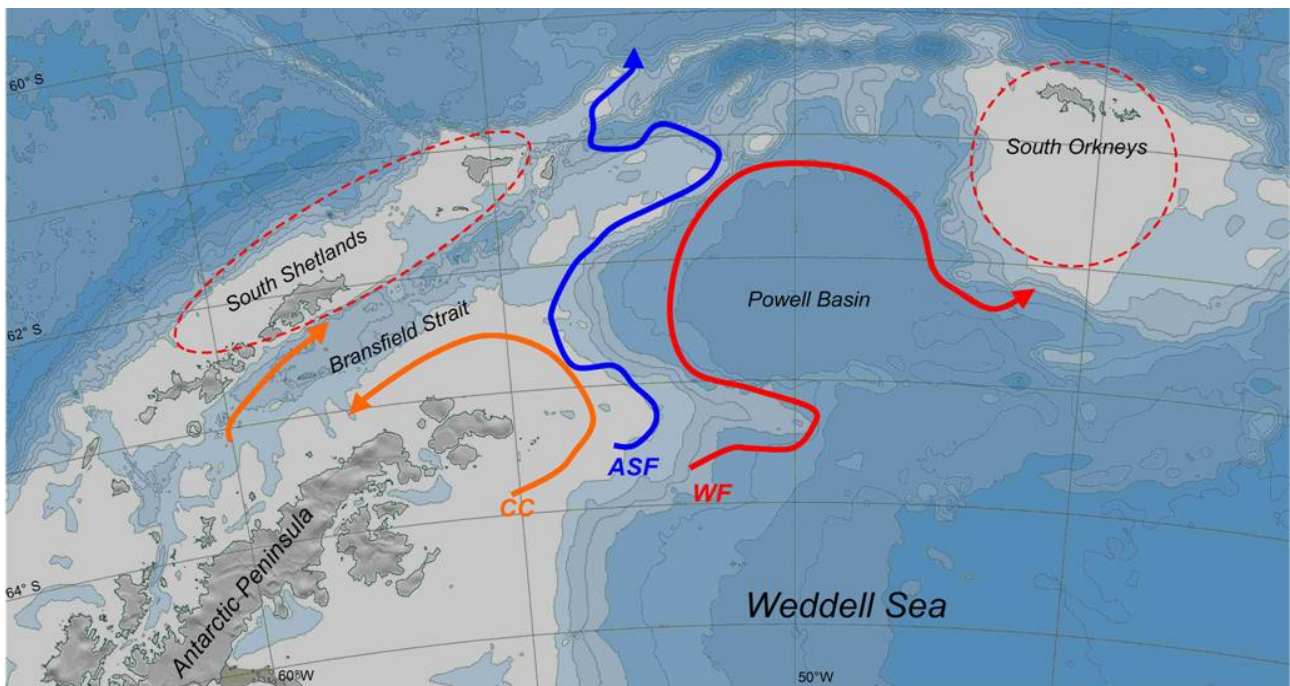 60° S
South Orkneys
South Shetlands
Powell Basin
62° S
Bransfield Strait
ASF
WF
CC
Antarctic Peninsula
64° S
Weddell Sea
60°W
50°W